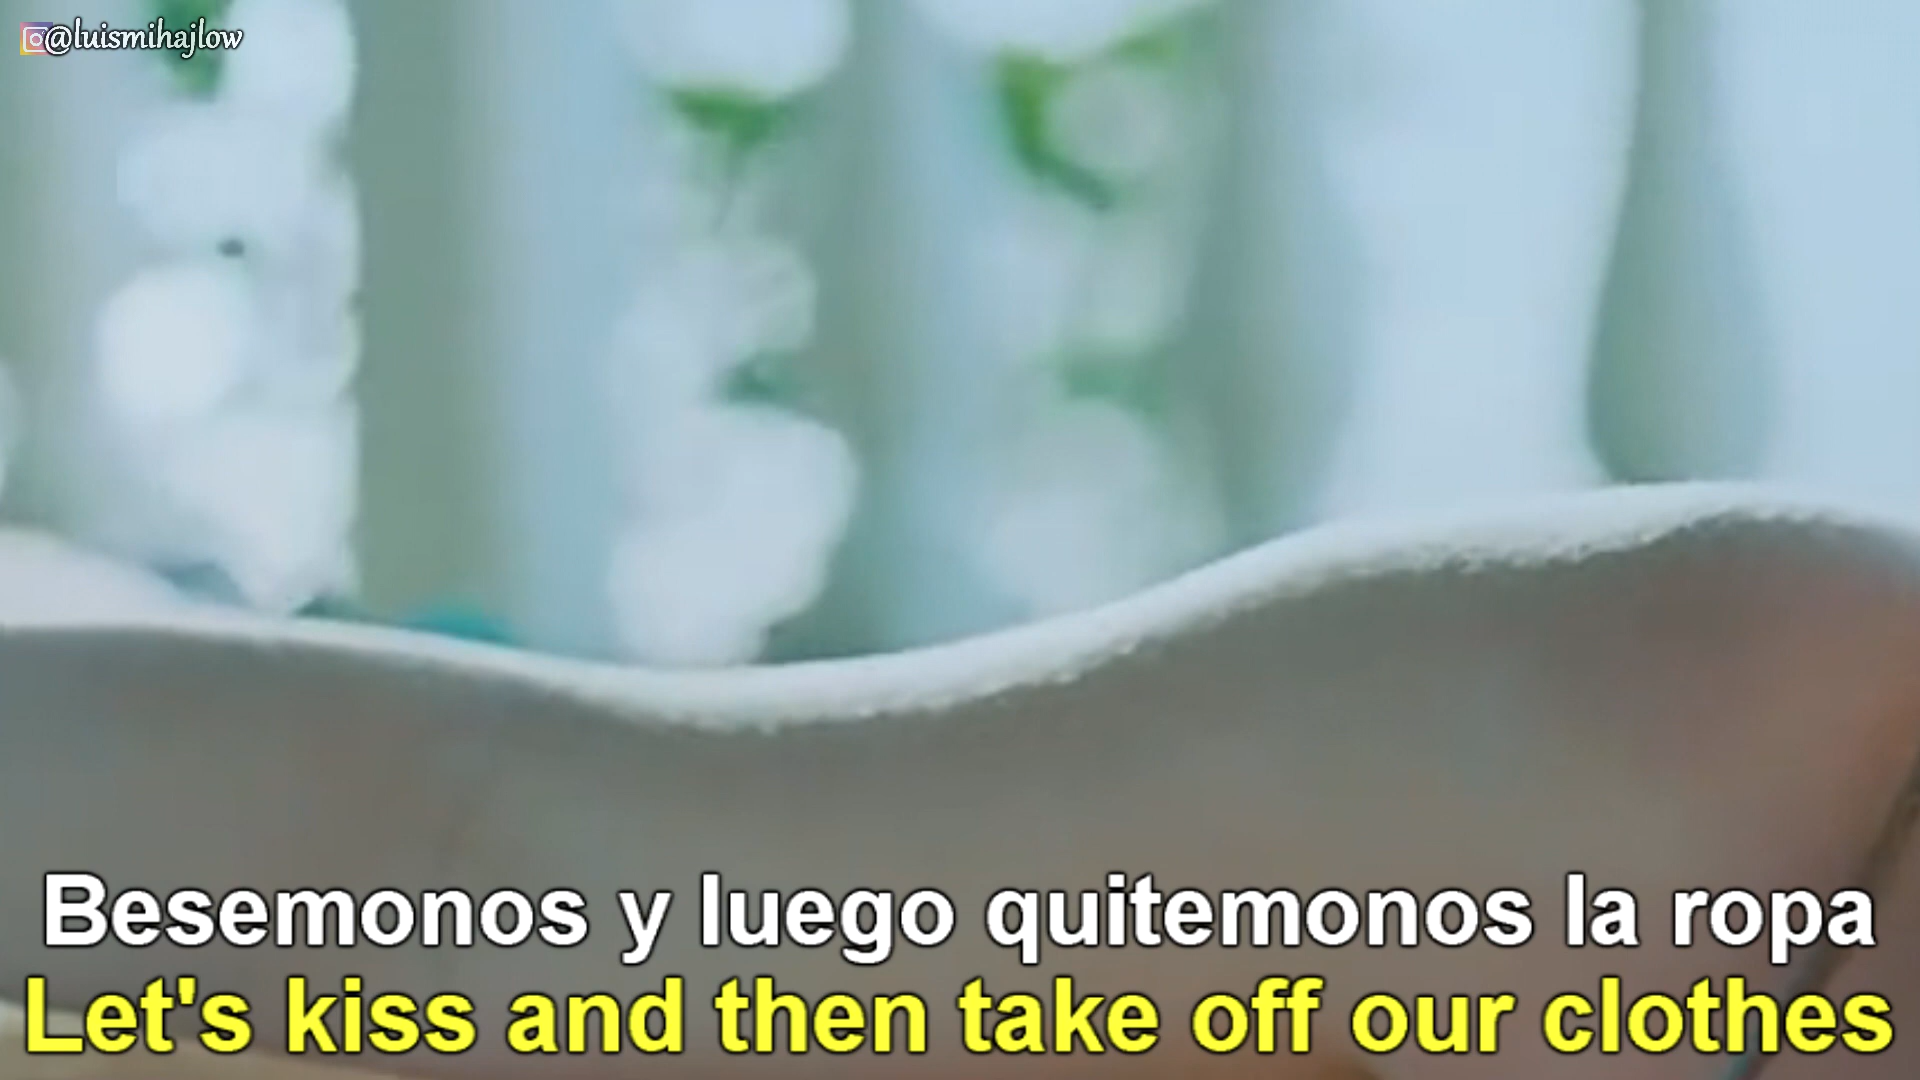 @luismihajlow
Besemonos y luego quitemonos la ropa
Let's kiss and then take off our clothes